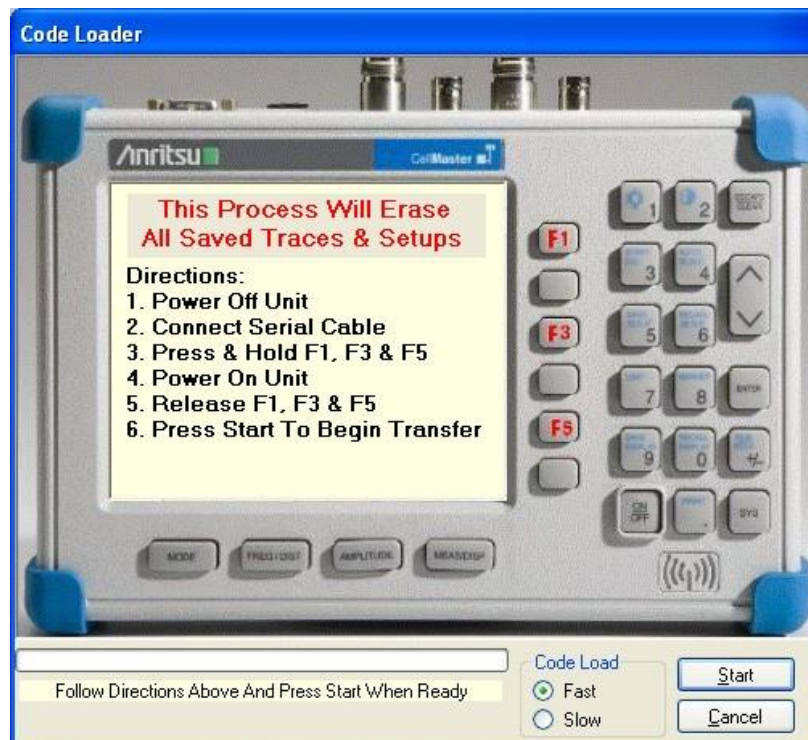 Code Loader
Anritsu
CellMaster
This Process Will Erase
All Saved Traces & Setups
Directions:
1. Power Off Unit
2. Connect Serial Cable
3. Press & Hold F1, F3 & F5
4. Power On Unit
5. Release F1, F3 & F5
6. Press Start To Begin Transfer
F1
F3
F5
1
2
3
4
5
6
7
8
ENTER
9
0
+/-
ON
OFF
.
SYS
MODE
FREQ/DIST
AMPLITUDE
MEAS/DISP
Follow Directions Above And Press Start When Ready
Code Load
Fast
Slow
Start
Cancel